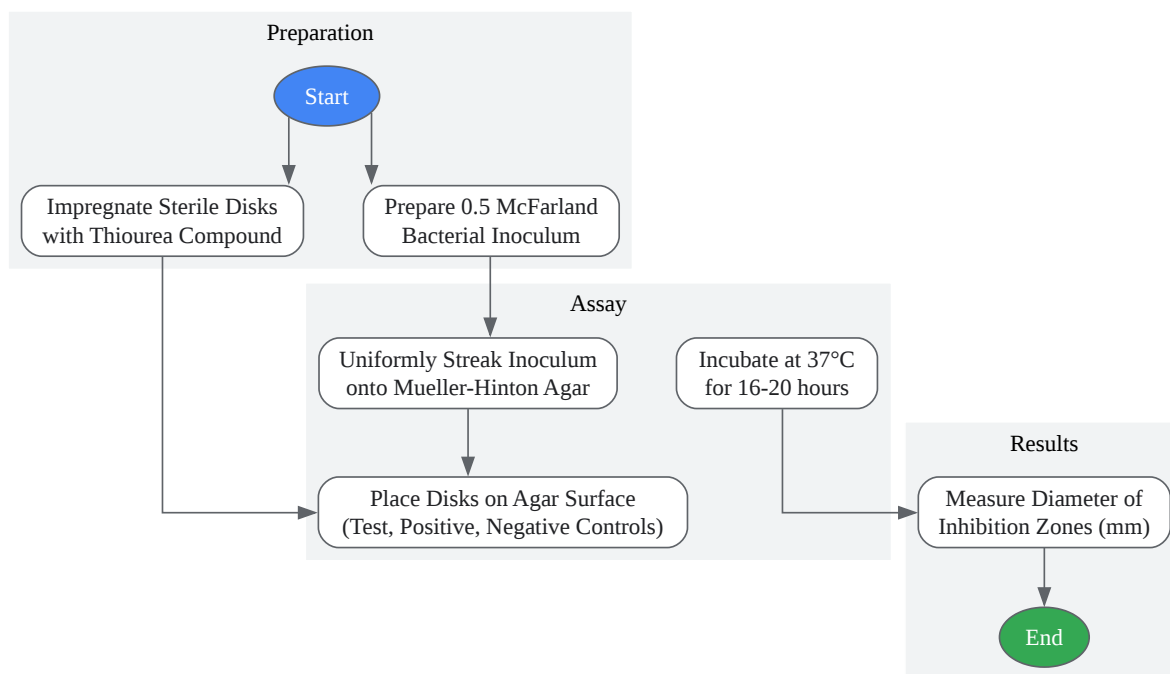 Preparation
Start
Impregnate Sterile Disks
with Thiourea Compound
Prepare 0.5 McFarland
Bacterial Inoculum
Assay
Uniformly Streak Inoculum
onto Mueller-Hinton Agar
Incubate at 37°C
for 16-20 hours
Place Disks on Agar Surface
(Test, Positive, Negative Controls)
Results
Measure Diameter of
Inhibition Zones (mm)
End